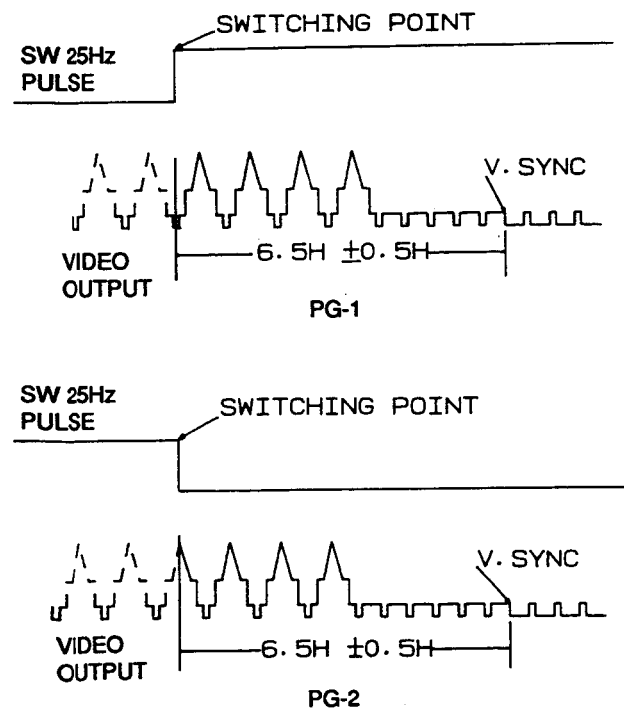 SWITCHING POINT
SW 25Hz
PULSE
V. SYNC
6.5H ±0.5H
VIDEO
OUTPUT
PG-1
SW 25Hz
PULSE
SWITCHING POINT
V. SYNC
6.5H ±0.5H
VIDEO
OUTPUT
PG-2